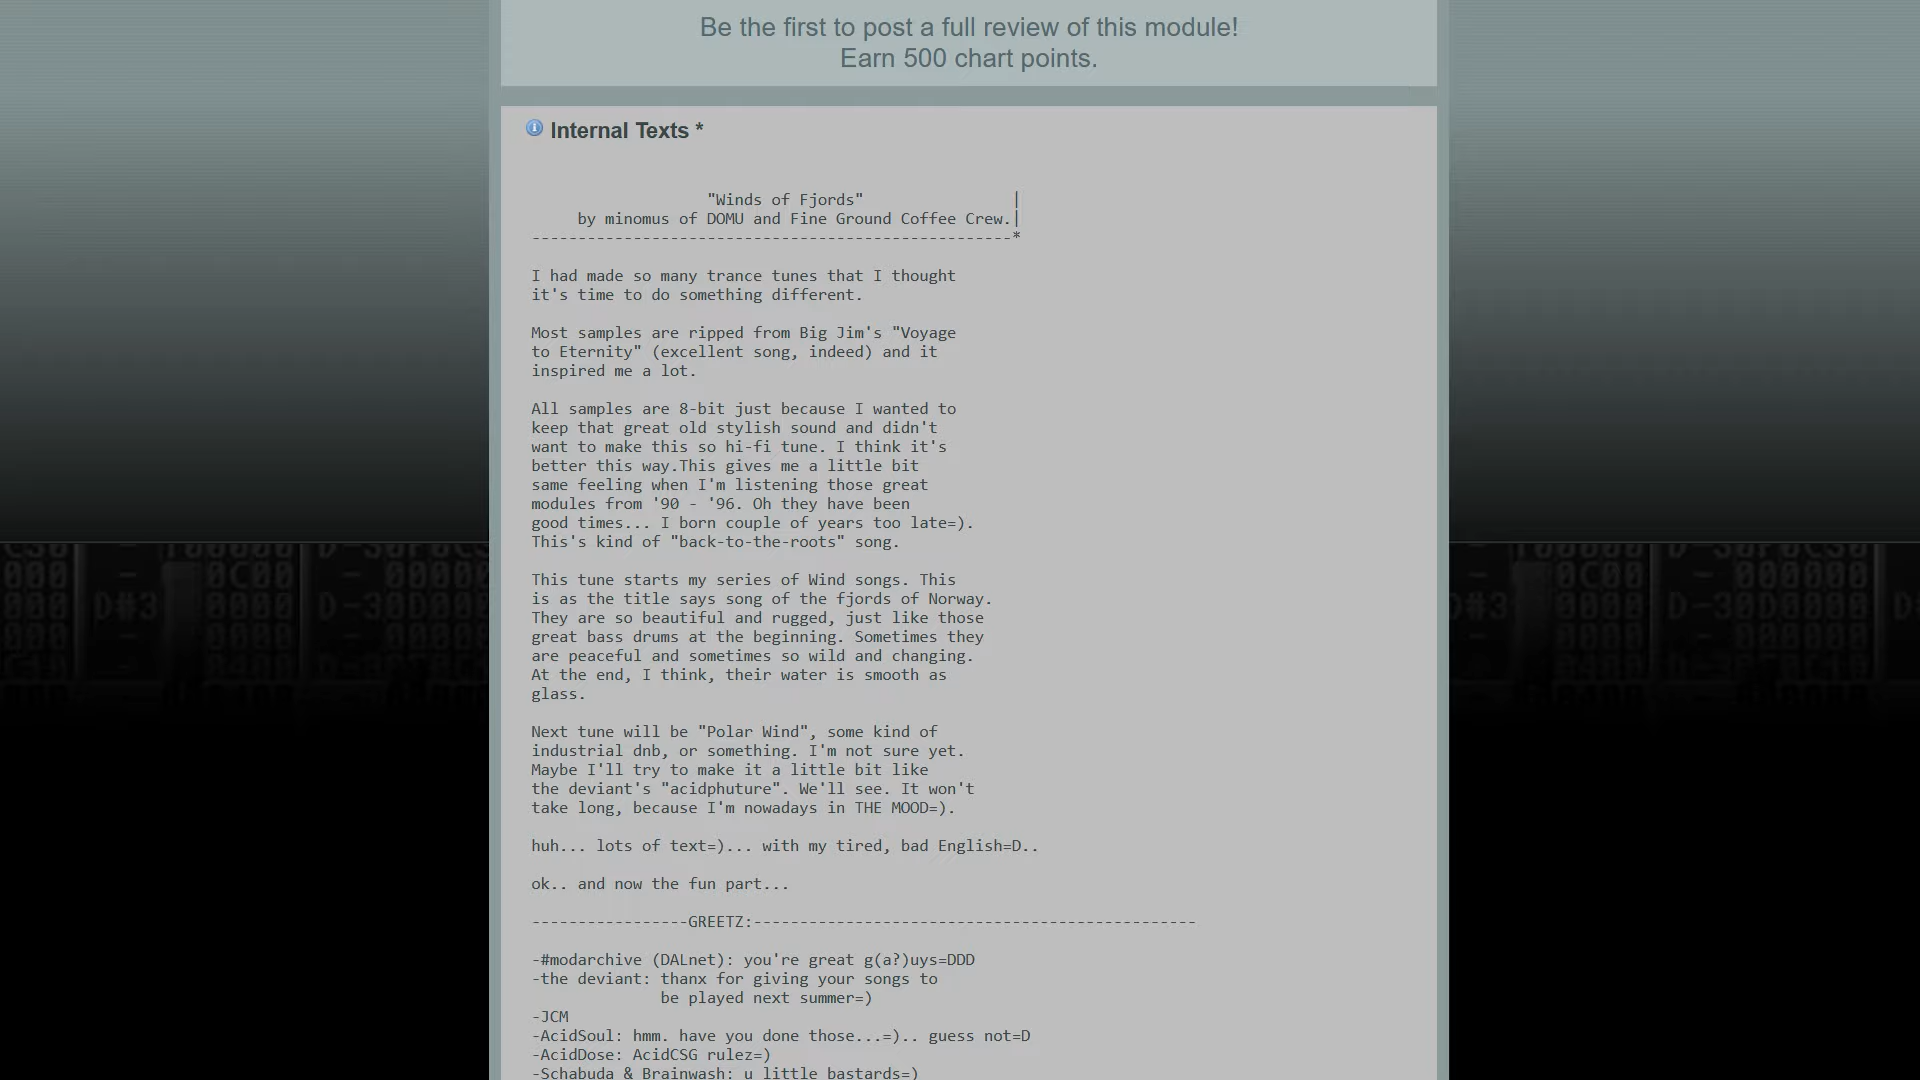 Be the first to post a full review of this module!
Earn 500 chart points.
Internal Texts *
"Winds of Fjords" |
by minomus of DOMU and Fine Ground Coffee Crew.|
----------------------------------------------------*
I had made so many trance tunes that I thought
it's time to do something different.
Most samples are ripped from Big Jim's "Voyage
to Eternity" (excellent song, indeed) and it
inspired me a lot.
All samples are 8-bit just because I wanted to
keep that great old stylish sound and didn't
want to make this so hi-fi tune. I think it's
better this way.This gives me a little bit
same feeling when I'm listening those great
modules from '90 - '96. Oh they have been
good times... I born couple of years too late=).
This's kind of "back-to-the-roots" song.
This tune starts my series of Wind songs. This
is as the title says song of the fjords of Norway.
They are so beautiful and rugged, just like those
great bass drums at the beginning. Sometimes they
are peaceful and sometimes so wild and changing.
At the end, I think, their water is smooth as
glass.
Next tune will be "Polar Wind", some kind of
industrial dnb, or something. I'm not sure yet.
Maybe I'll try to make it a little bit like
the deviant's "acidphuture". We'll see. It won't
take long, because I'm nowadays in THE MOOD=).
huh... lots of text=)... with my tired, bad English=D..
ok.. and now the fun part...
-----------------GREETZ:------------------------------------------------
-#modarchive (DALnet): you're great g(a?)uys=DDD
-the deviant: thanx for giving your songs to
be played next summer=)
-JCM
-AcidSoul: hmm. have you done those...=).. guess not=D
-AcidDose: AcidCSG rulez=)
-Schabuda & Brainwash: u little bastards=)